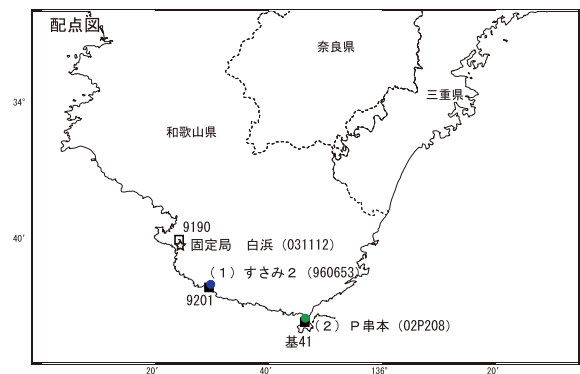 配点図
奈良県
34°
三重県
和歌山県
9190
40′
固定局　白浜（031112）
（１）すさみ２（960653）
9201
（２）Ｐ串本（02P208）
基41
20′
40′
136°
20′